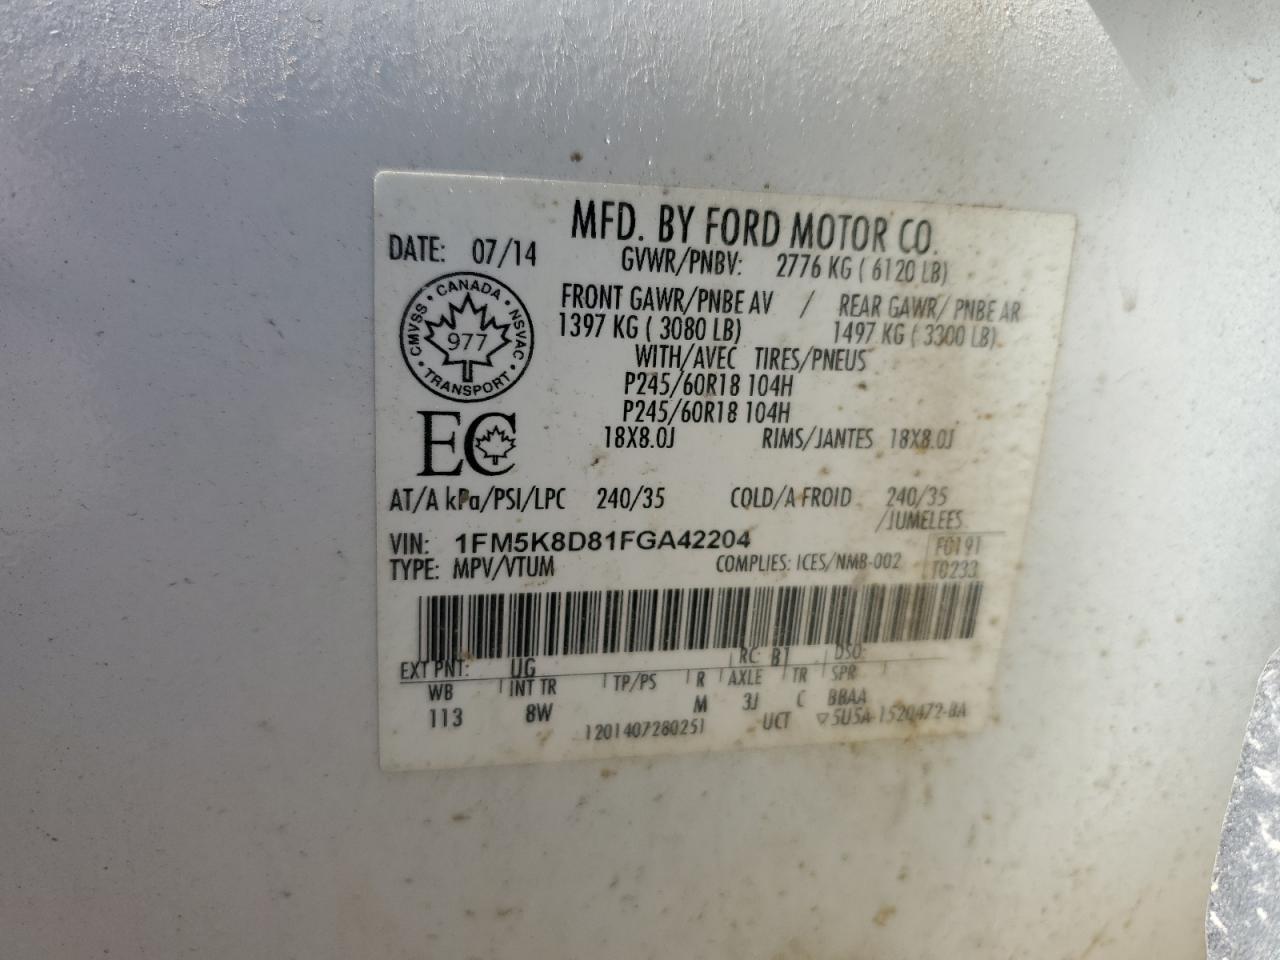 MFD. BY FORD MOTOR CO.
DATE: 07/14
GVWR/PNBV: 2776 KG ( 6120 LB)
CANADA
CMVSS NSVAC
977
TRANSPORT
FRONT GAWR/PNBE AV / REAR GAWR/ PNBE AR
1397 KG ( 3080 LB) 1497 KG ( 3300 LB)
WITH/AVEC TIRES/PNEUS
P245/60R18 104H
P245/60R18 104H
EC
18X8.0J RIMS/JANTES 18X8.0J
AT/A kPa/PSI/LPC 240/35 COLD/A FROID 240/35
/JUMELEES
VIN: 1FM5K8D81FGA42204 F0191
TYPE: MPV/VTUM COMPLIES: ICES/NMB-002 T0233
EXT PNT: UG RC: B1 DSO:
WB INT TR TP/PS R AXLE TR SPR
113 8W M 3J C BBAA
1201407280251 UCT ▽5U5A-1520472-BA